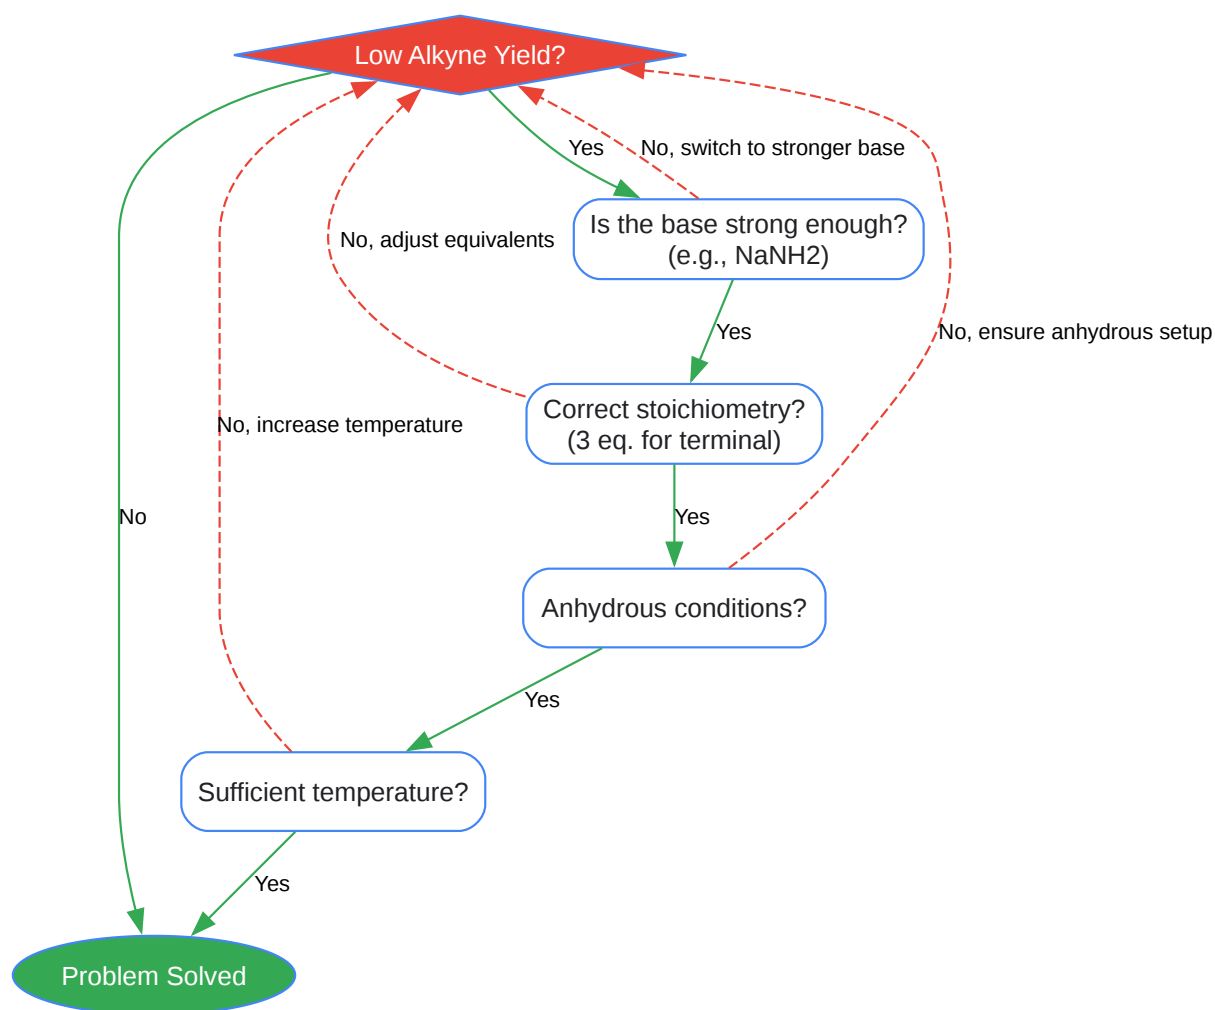 Low Alkyne Yield?
Yes
No, switch to stronger base
Is the base strong enough?
(e.g., NaNH2)
No, adjust equivalents
Yes
No, ensure anhydrous setup
Correct stoichiometry?
(3 eq. for terminal)
No, increase temperature
No
Yes
Anhydrous conditions?
Yes
Sufficient temperature?
Yes
Problem Solved